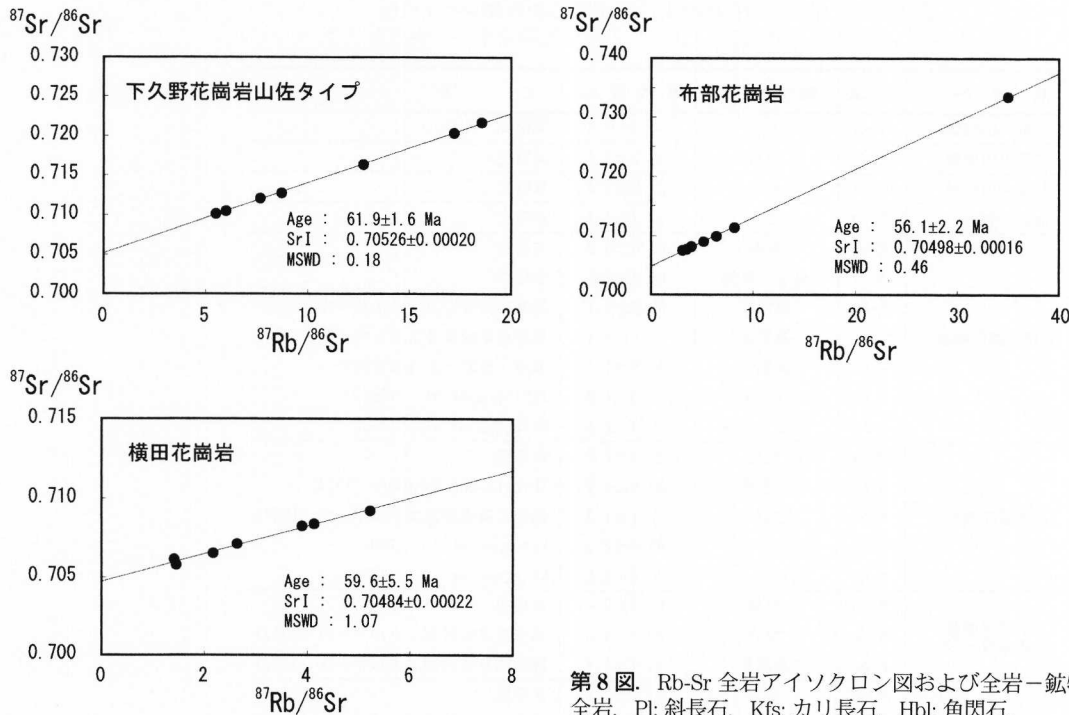 ⁸⁷Sr/⁸⁶Sr
0.730
0.725
0.720
0.715
0.710
0.705
0.700
下久野花崗岩山佐タイプ
Age : 61.9±1.6 Ma
SrI : 0.70526±0.00020
MSWD : 0.18
0 5 10 15 20
⁸⁷Rb/⁸⁶Sr
⁸⁷Sr/⁸⁶Sr
0.740
0.730
0.720
0.710
0.700
布部花崗岩
Age : 56.1±2.2 Ma
SrI : 0.70498±0.00016
MSWD : 0.46
0 10 20 30 40
⁸⁷Rb/⁸⁶Sr
⁸⁷Sr/⁸⁶Sr
0.715
0.710
0.705
0.700
横田花崗岩
Age : 59.6±5.5 Ma
SrI : 0.70484±0.00022
MSWD : 1.07
0 2 4 6 8
⁸⁷Rb/⁸⁶Sr
第8図. Rb-Sr 全岩アイソクロン図および全岩－鉱
全岩, Pl: 斜長石, Kfs: カリ長石, Hbl: 角閃石